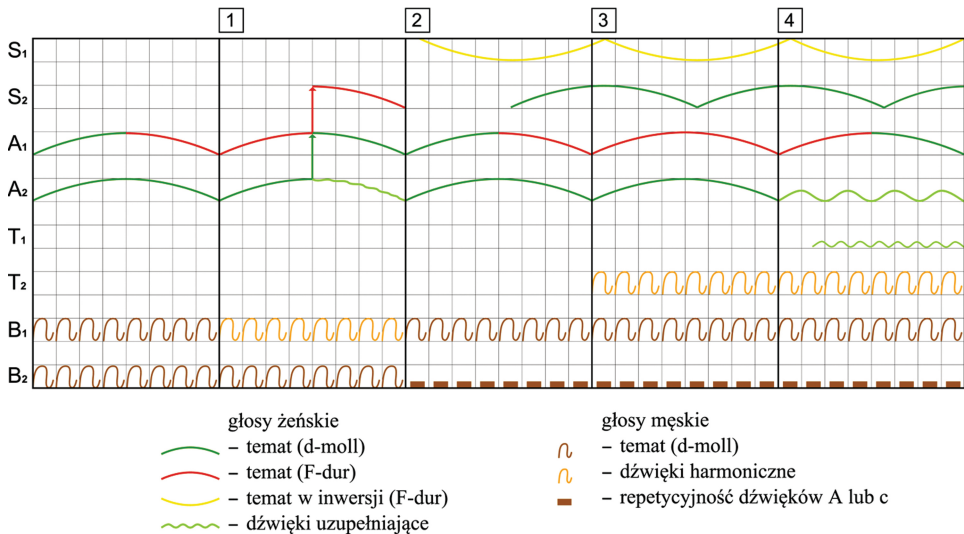 1 2 3 4
S1
S2
A1
A2
T1
T2
B1
B2
głosy żeńskie
– temat (d-moll)
– temat (F-dur)
– temat w inwersji (F-dur)
– dźwięki uzupełniające
głosy męskie
– temat (d-moll)
– dźwięki harmoniczne
– repetycyjność dźwięków A lub c